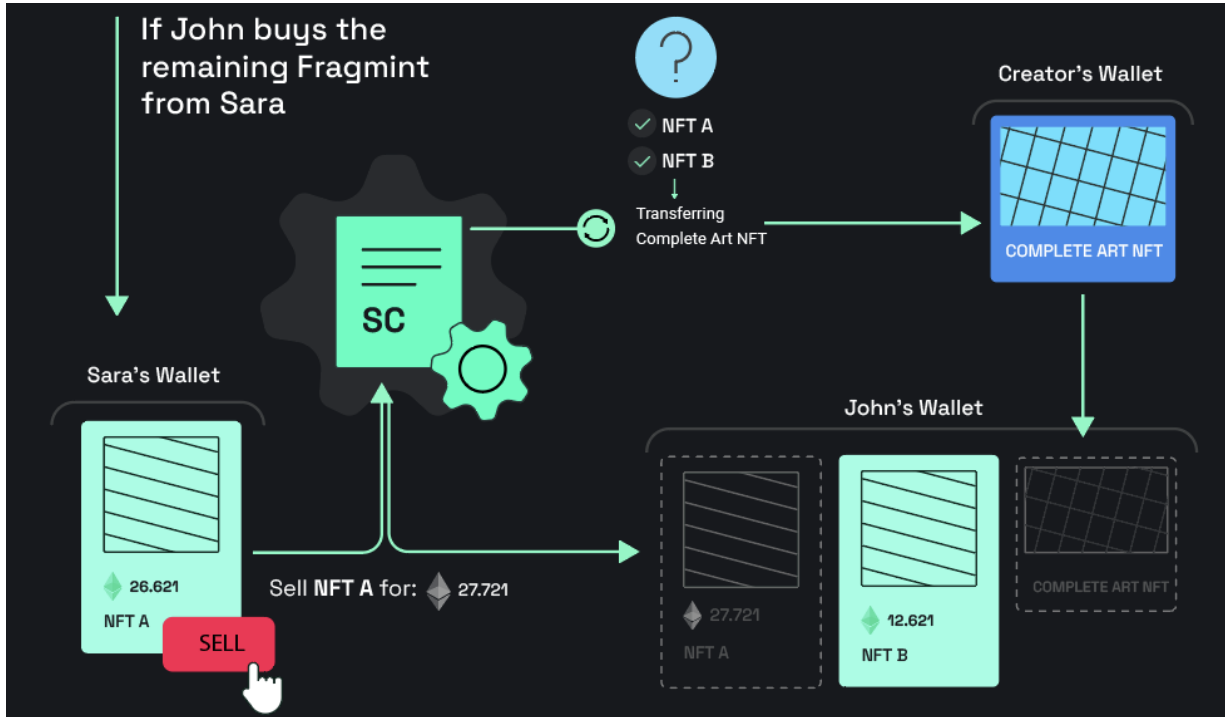 If John buys the
remaining Fragmint
from Sara
?
NFT A
NFT B
Transferring
Complete Art NFT
Creator's Wallet
COMPLETE ART NFT
SC
Sara's Wallet
26.621
NFT A
SELL
Sell NFT A for: 27.721
John's Wallet
27.721
NFT A
12.621
NFT B
COMPLETE ART NFT